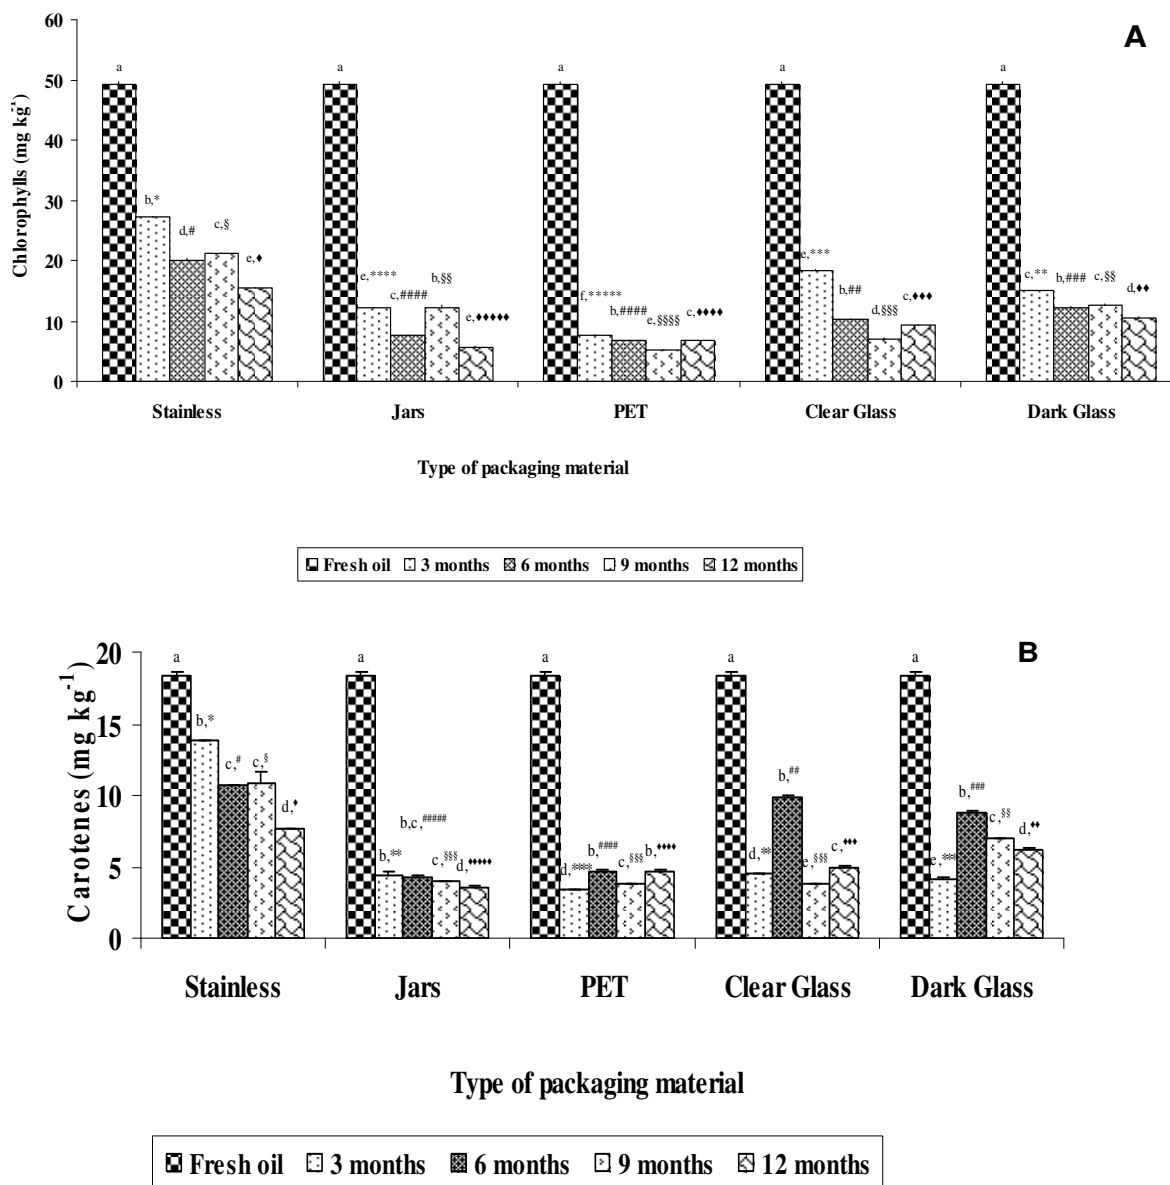 A
60
50
40
30
20
10
0
Chlorophylls (mg kg-1)
a
b,*
d,#
c,§
e,♦
a
e,****
c,####
b,§§
e,♦♦♦♦♦
a
f,*****
b,####
e,§§§§
c,♦♦♦♦
a
e,***
b,##
d,§§§
c,♦♦♦
a
c,**
b,###
c,§§
d,♦♦
Stainless Jars PET Clear Glass Dark Glass
Type of packaging material
Fresh oil 3 months 6 months 9 months 12 months
B
20
15
10
5
0
Carotenes (mg kg-1)
a
b,*
c,#
c,§
d,♦
a
b,**
b,c,#####
c,§§§
d,♦♦♦♦♦
a
d,****
b,####
c,§§§
b,♦♦♦♦
a
b,##
e,§§§
c,♦♦♦
a
b,###
c,§§
d,♦♦
Stainless Jars PET Clear Glass Dark Glass
Type of packaging material
Fresh oil 3 months 6 months 9 months 12 months